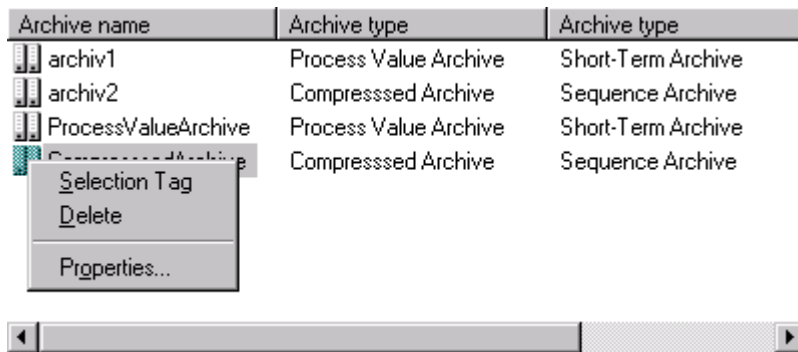 Archive name Archive type Archive type
archiv1 Process Value Archive Short-Term Archive
archiv2 Compresssed Archive Sequence Archive
ProcessValueArchive Process Value Archive Short-Term Archive
CompressedArchive Compresssed Archive Sequence Archive
Selection Tag
Delete
Properties...